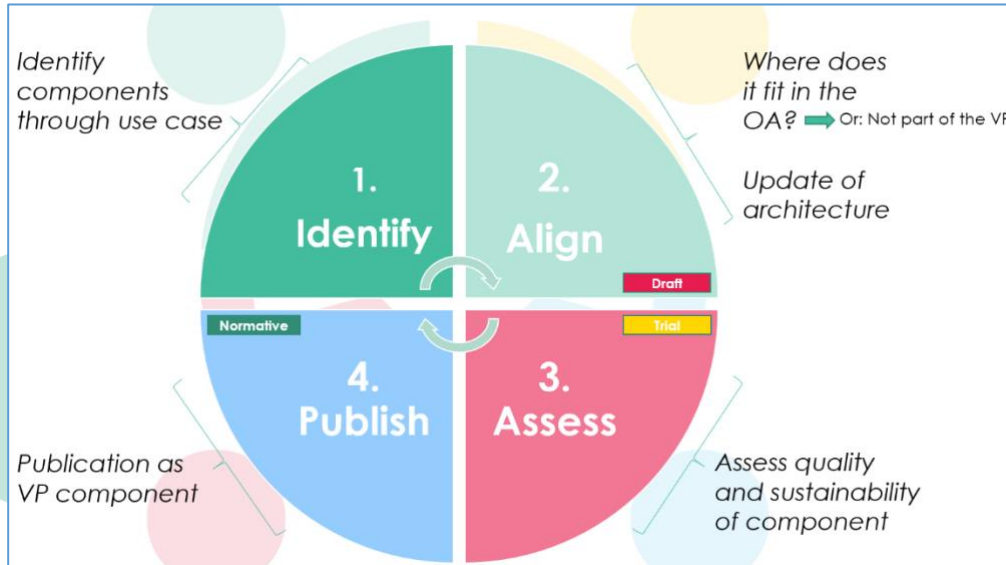 Identify
components
through use case
1.
Identify
2.
Align
Where does
it fit in the
OA? Or: Not part of the VP
Update of
architecture
Draft
Normative
Trial
4.
Publish
3.
Assess
Publication as
VP component
Assess quality
and sustainability
of component